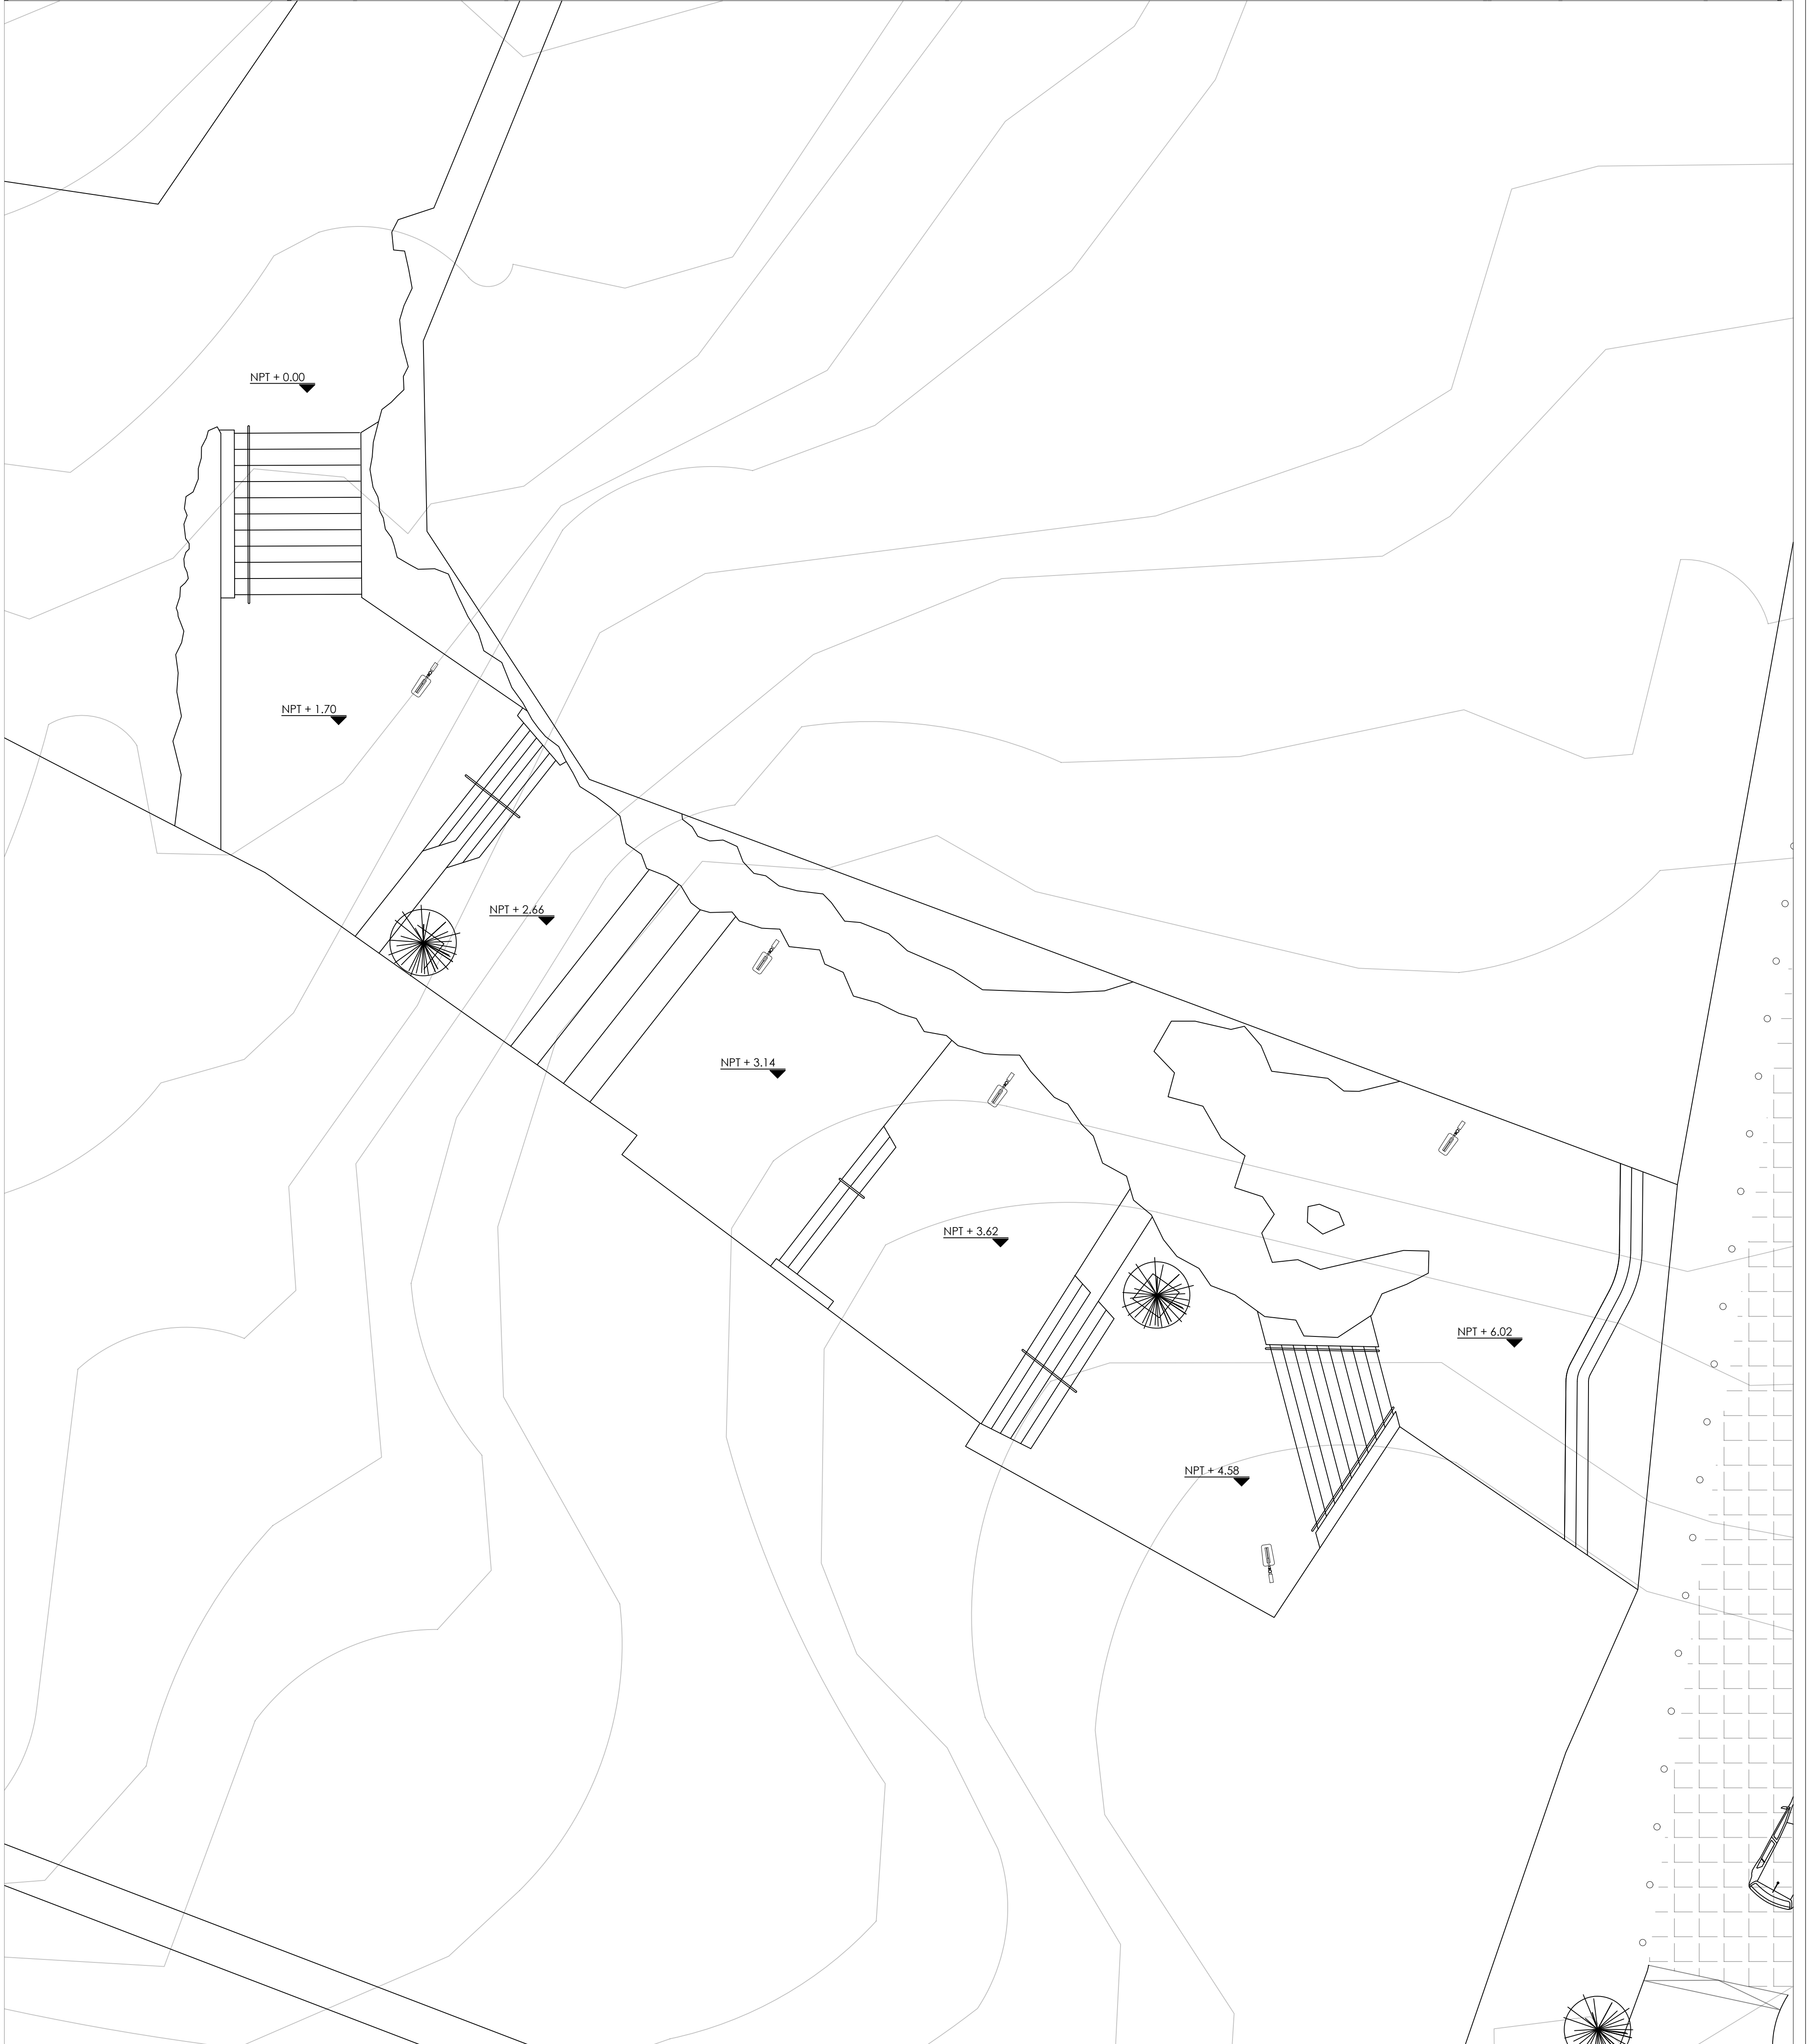 NPT + 0.00
NPT + 1.70
NPT + 2.66
NPT + 3.14
NPT + 3.62
NPT + 6.02
NPT + 4.58